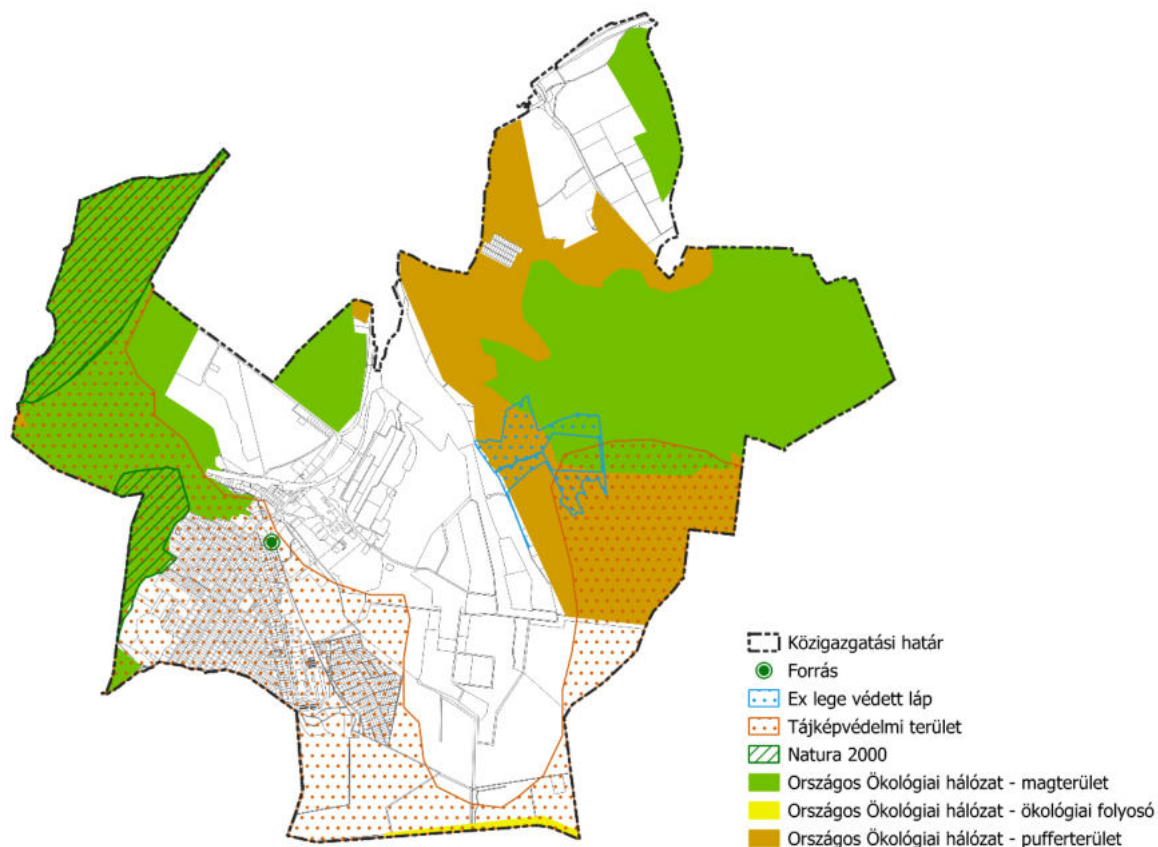 Közigazgatási határ
Forrás
Ex lege védett láp
Tájképvédelmi terület
Natura 2000
Országos Ökológiai hálózat - magterület
Országos Ökológiai hálózat - ökológiai folyosó
Országos Ökológiai hálózat - pufferterület